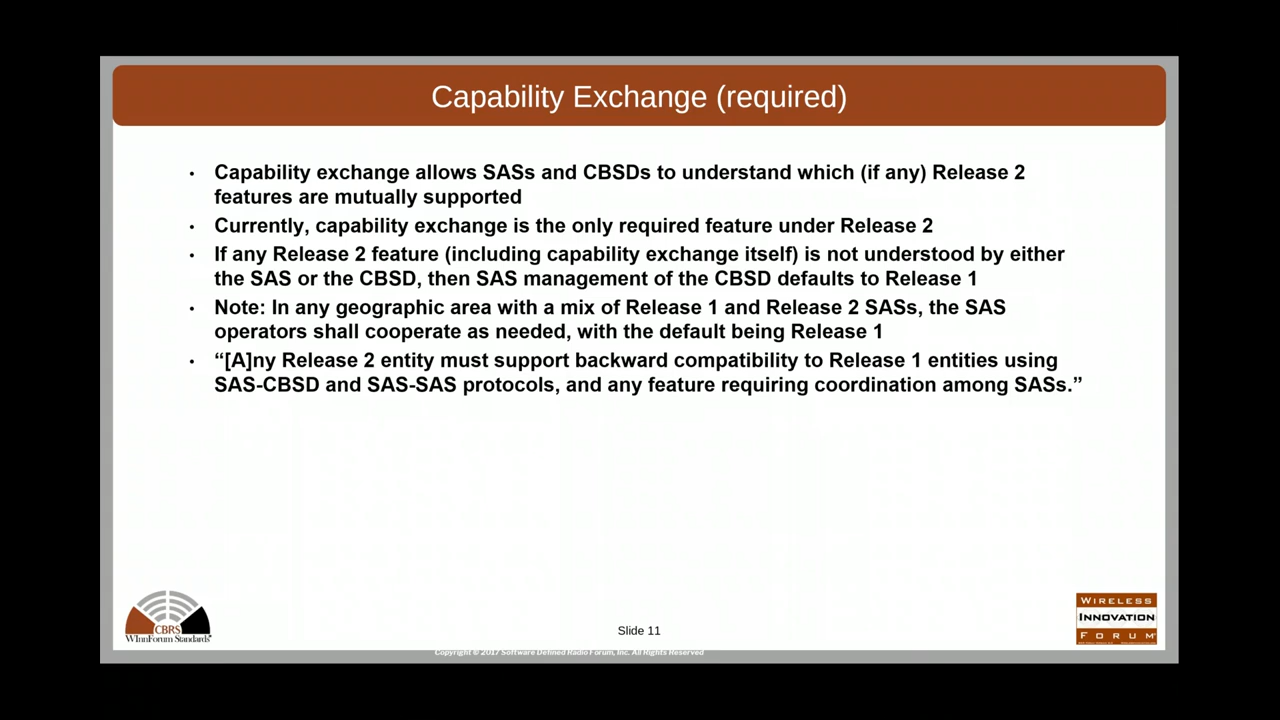 Capability Exchange (required)
• Capability exchange allows SASs and CBSDs to understand which (if any) Release 2
features are mutually supported
• Currently, capability exchange is the only required feature under Release 2
• If any Release 2 feature (including capability exchange itself) is not understood by either
the SAS or the CBSD, then SAS management of the CBSD defaults to Release 1
• Note: In any geographic area with a mix of Release 1 and Release 2 SASs, the SAS
operators shall cooperate as needed, with the default being Release 1
• “[A]ny Release 2 entity must support backward compatibility to Release 1 entities using
SAS-CBSD and SAS-SAS protocols, and any feature requiring coordination among SASs.”
CBRS
WInnForum Standards
Slide 11
WIRELESS
INNOVATION
FORUM
Copyright © 2017 Software Defined Radio Forum, Inc. All Rights Reserved